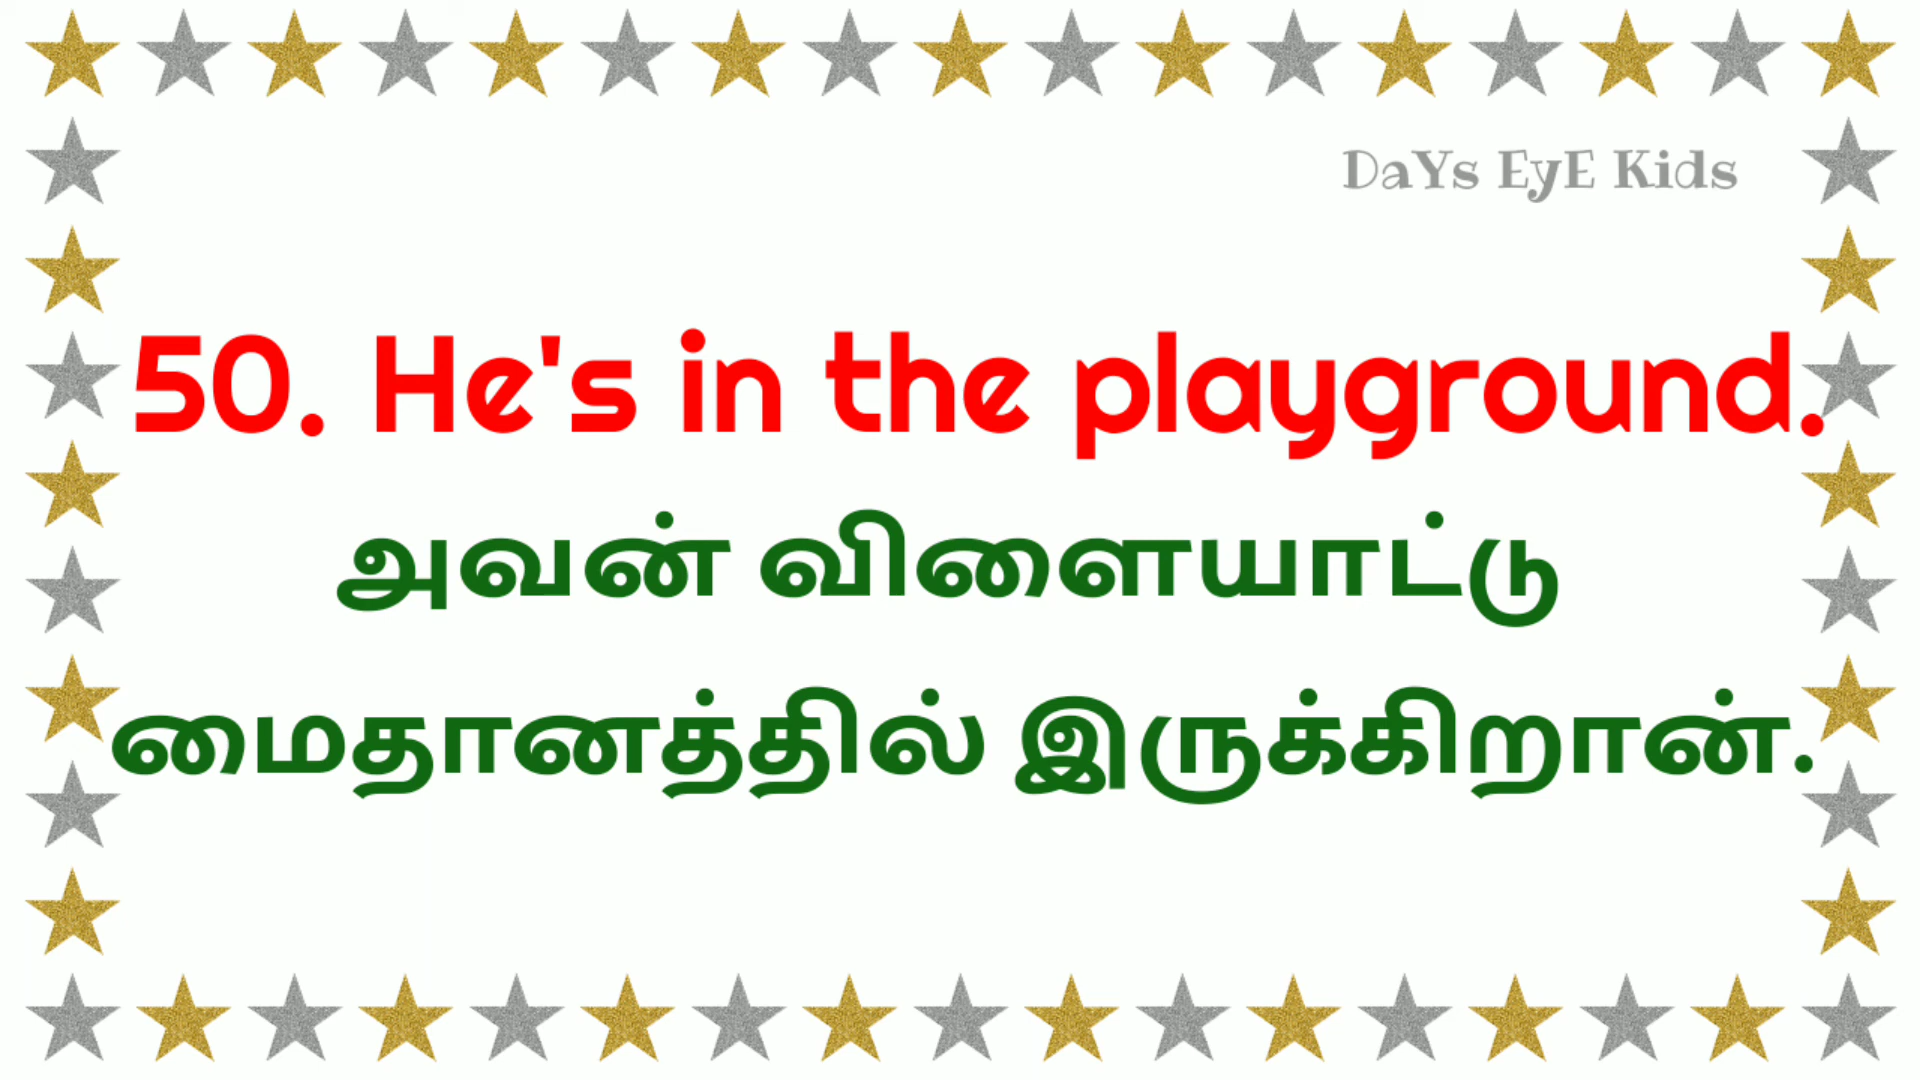 DaYs EyE Kids
50. He's in the playground.
அவன் விளையாட்டு
மைதானத்தில் இருக்கிறான்.